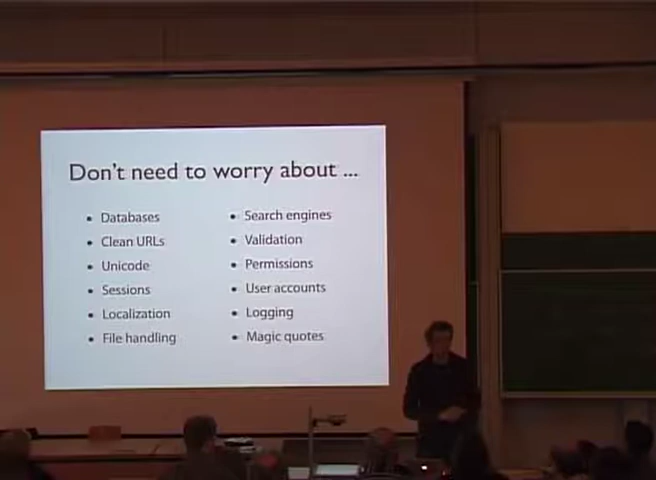 Don't need to worry about ...
• Databases
• Clean URLs
• Unicode
• Sessions
• Localization
• File handling
• Search engines
• Validation
• Permissions
• User accounts
• Logging
• Magic quotes